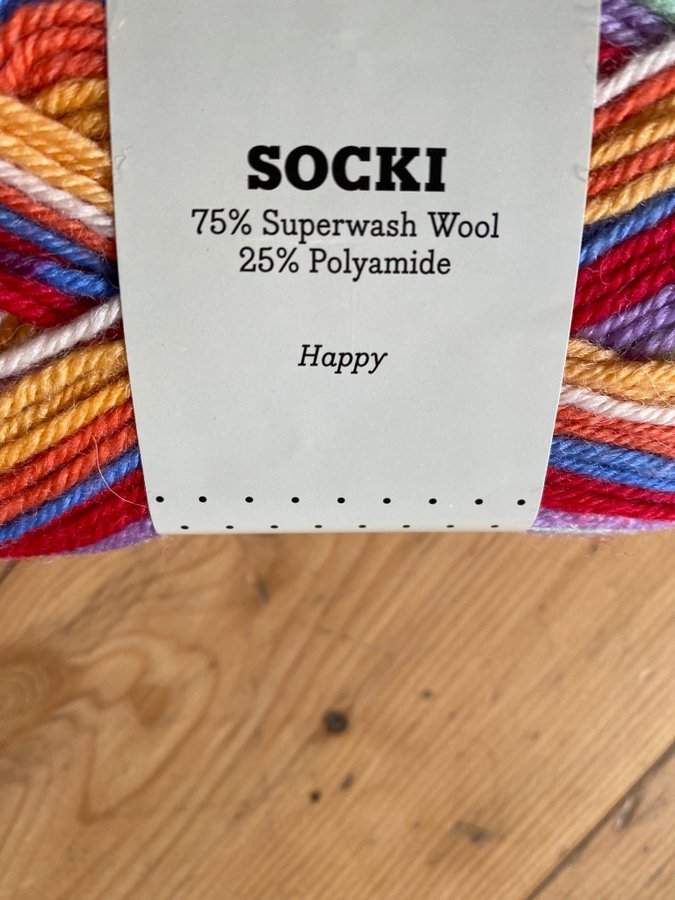 SOCKI
75% Superwash Wool
25% Polyamide
Happy